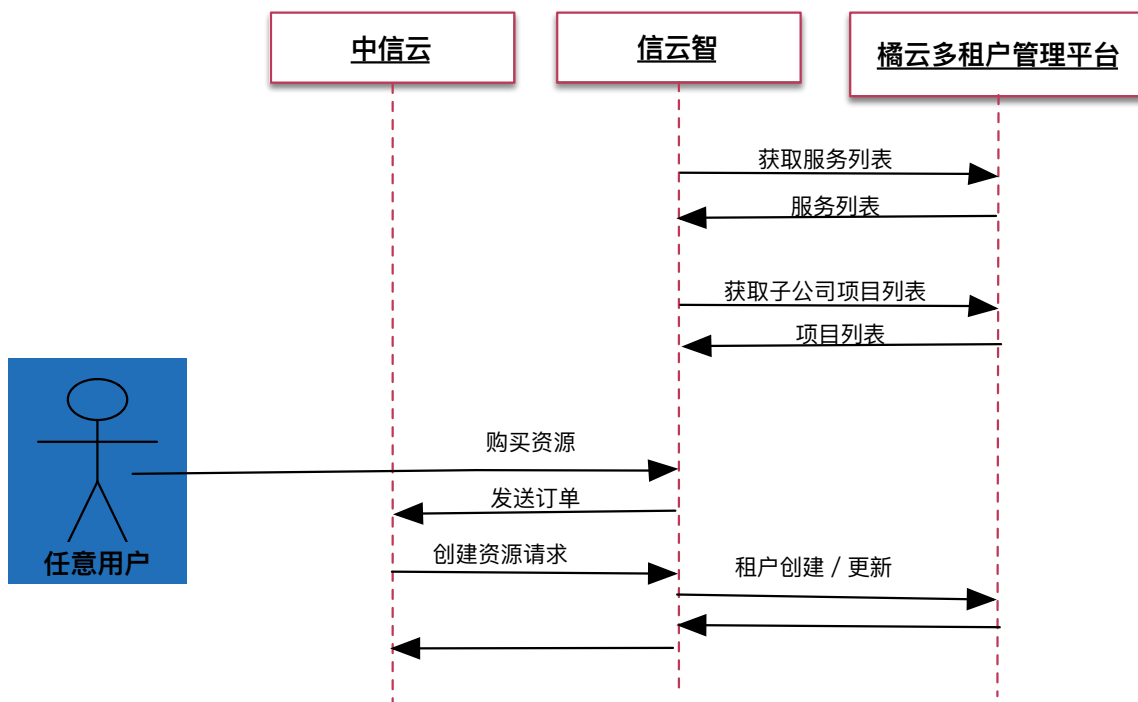 中信云
信云智
橘云多租户管理平台
获取服务列表
服务列表
获取子公司项目列表
项目列表
购买资源
发送订单
创建资源请求
租户创建 / 更新
任意用户